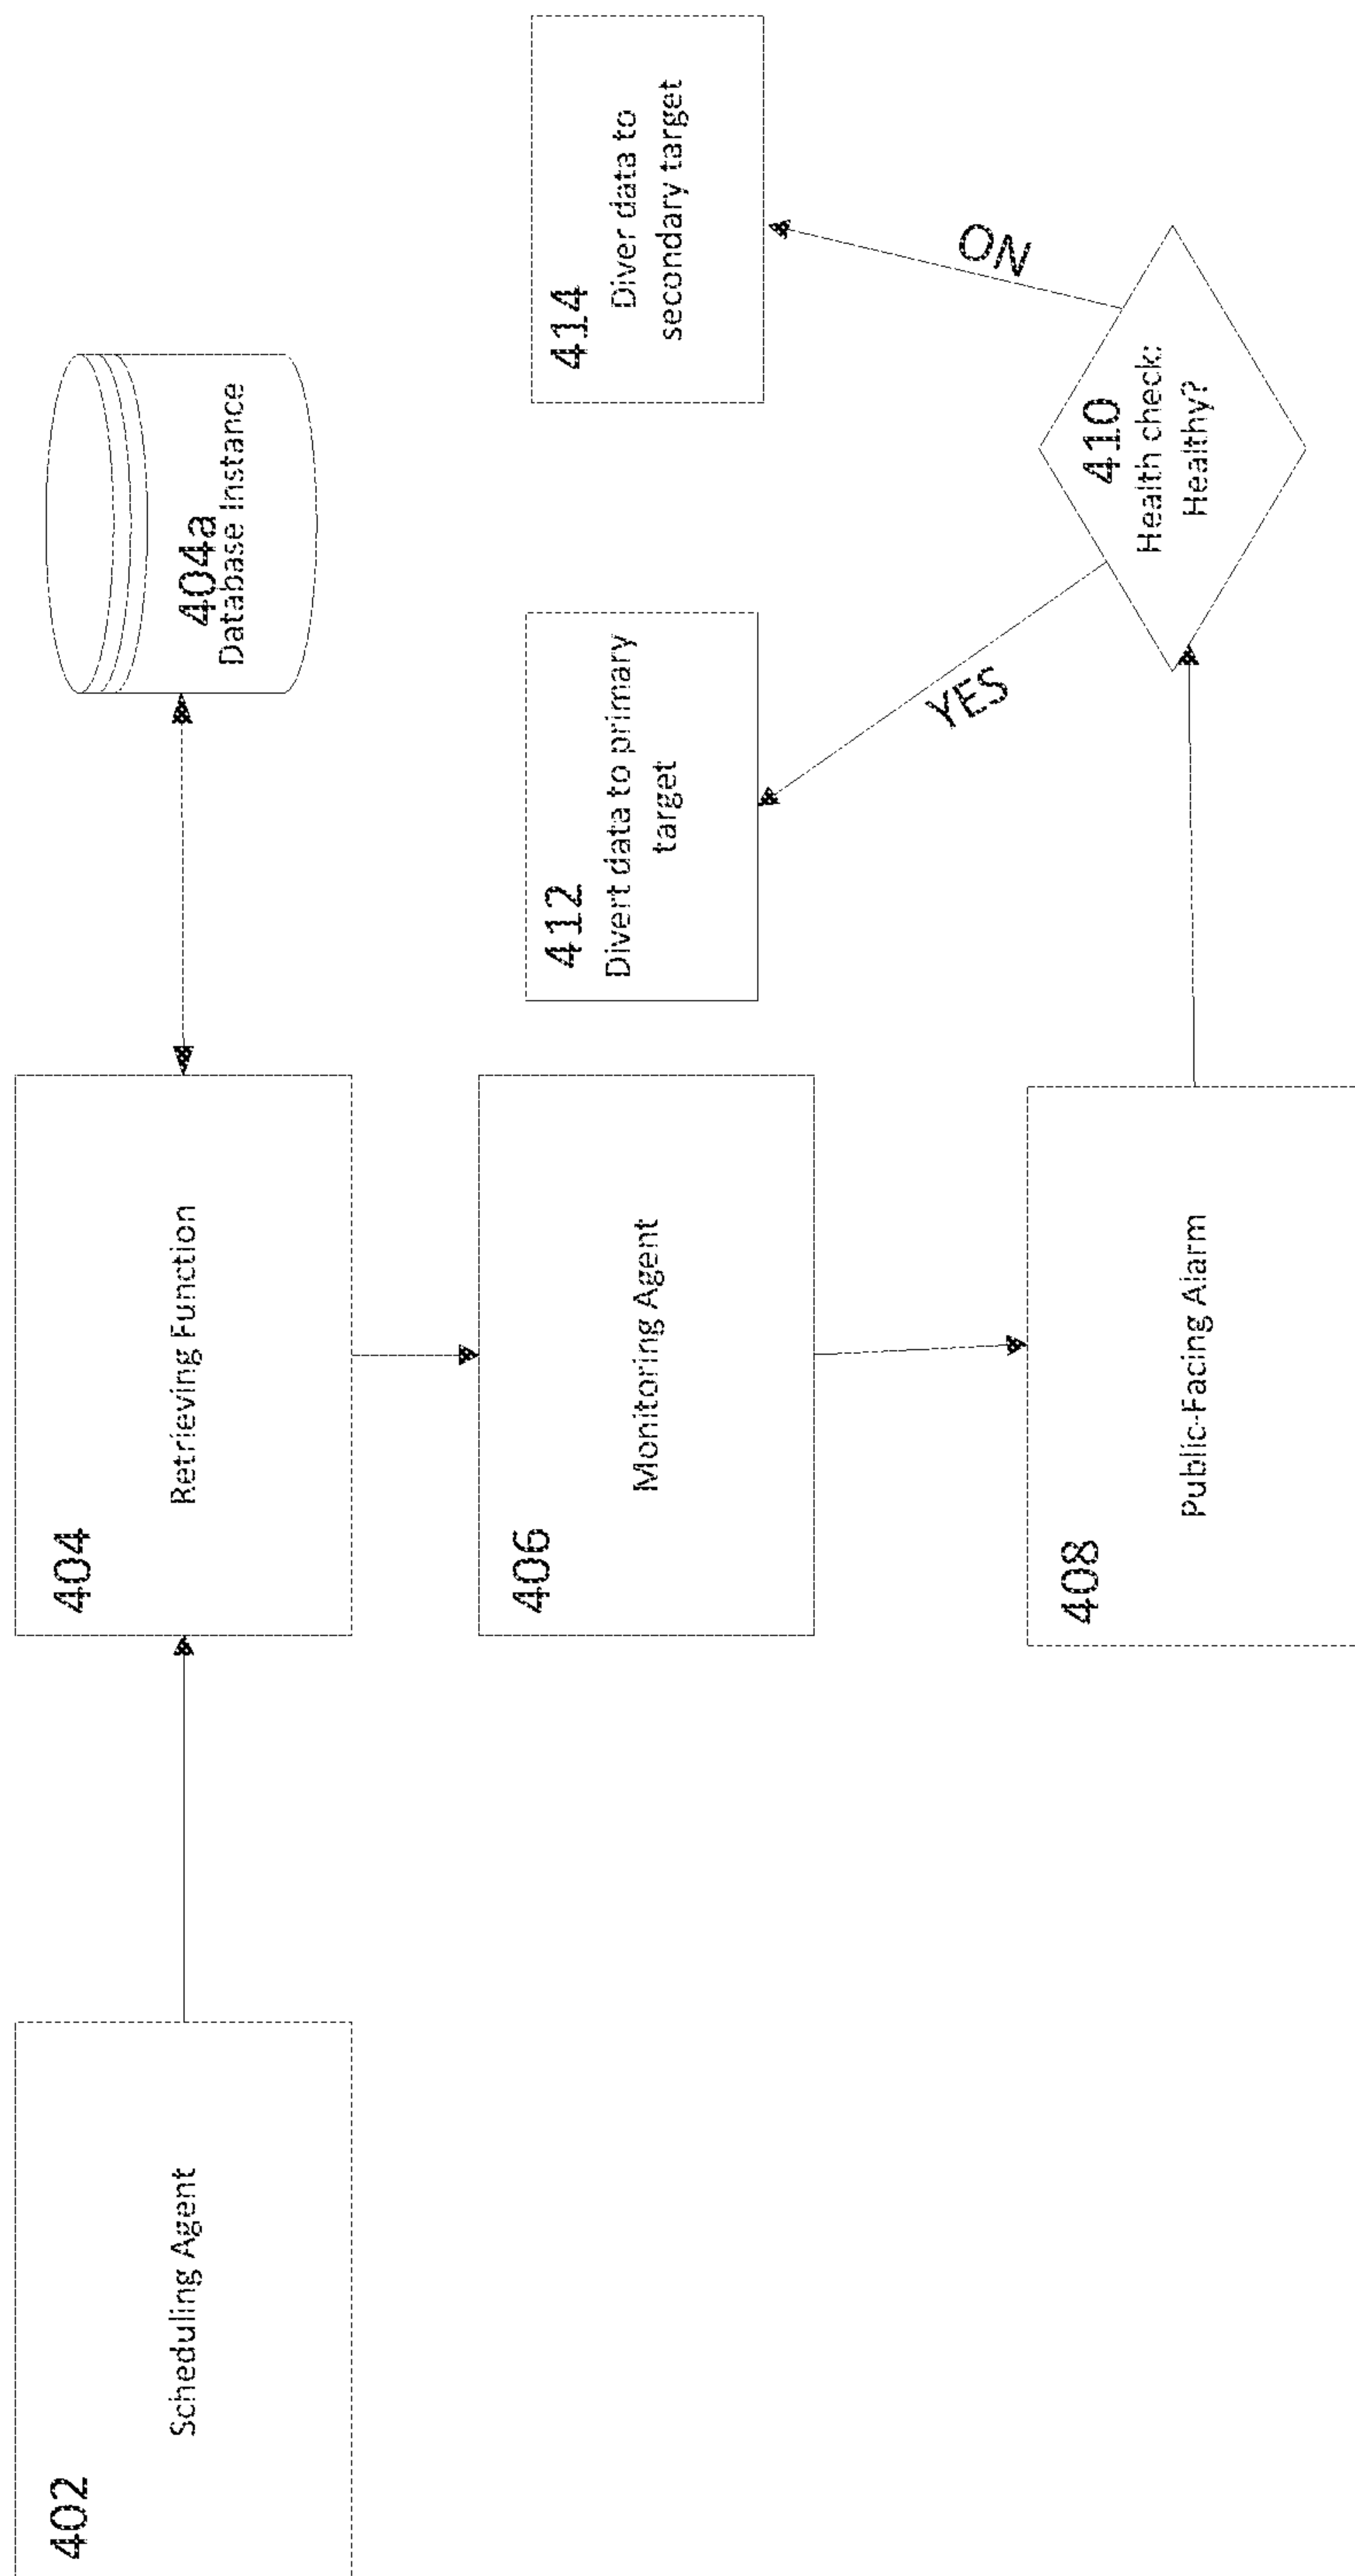 402
Scheduling Agent
404
Retrieving Function
404a
Database Instance
406
Monitoring Agent
412
Divert data to primary
target
414
Diver data to
secondary target
YES
NO
408
Public-Facing Alarm
410
Health check:
Healthy?